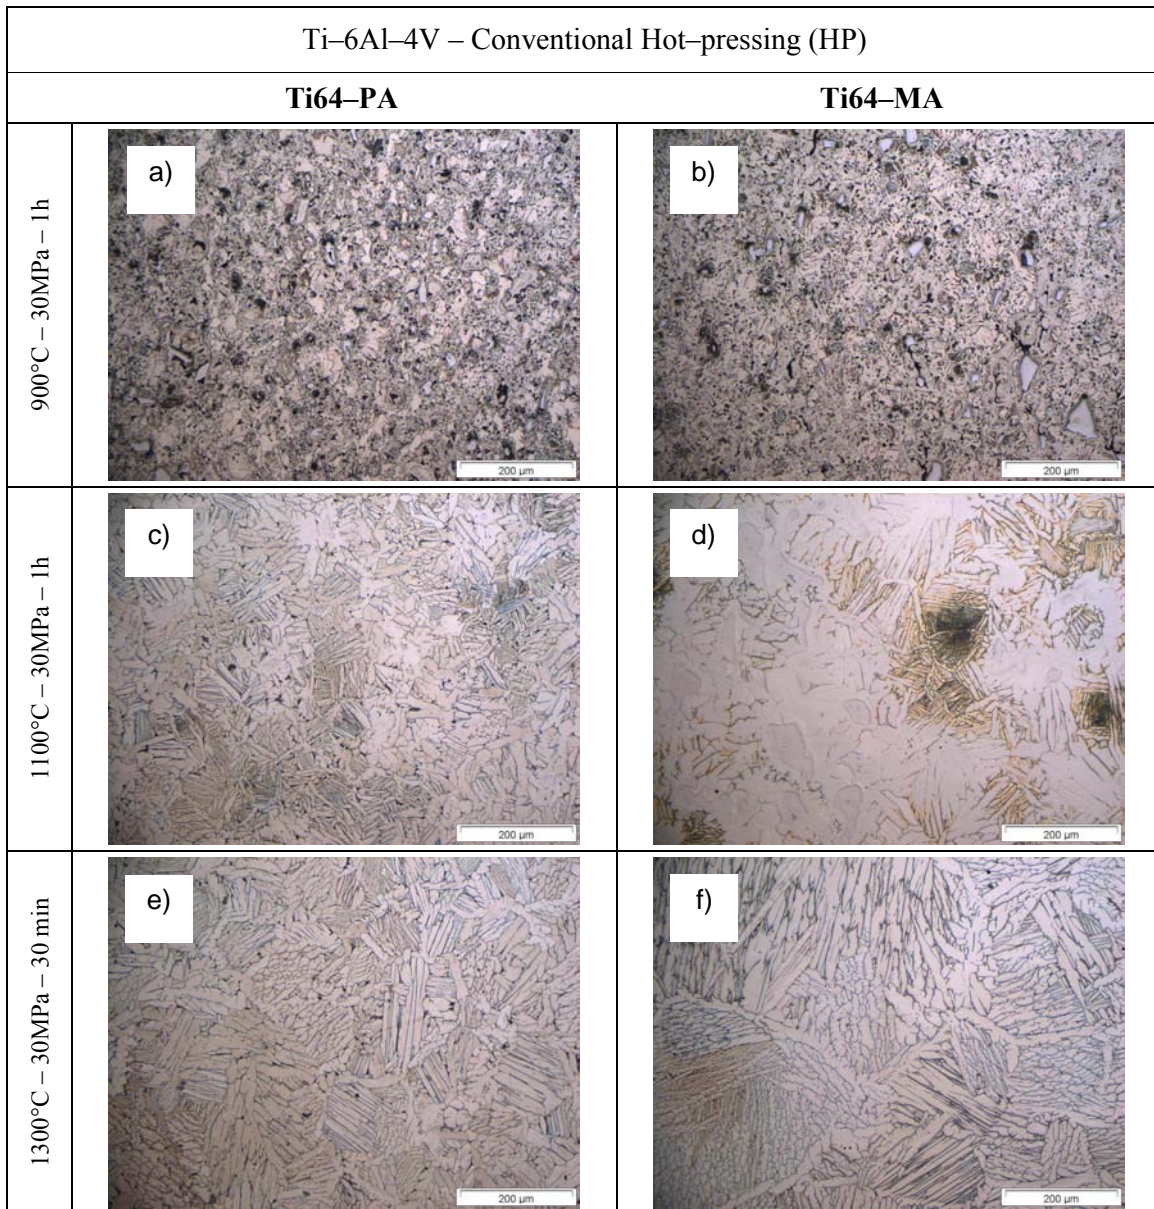 Ti–6Al–4V – Conventional Hot–pressing (HP)
Ti64–PA
Ti64–MA
900°C – 30MPa – 1h
a)
200 µm
b)
200 µm
1100°C – 30MPa – 1h
c)
200 µm
d)
200 µm
1300°C – 30MPa – 30 min
e)
200 µm
f)
200 µm